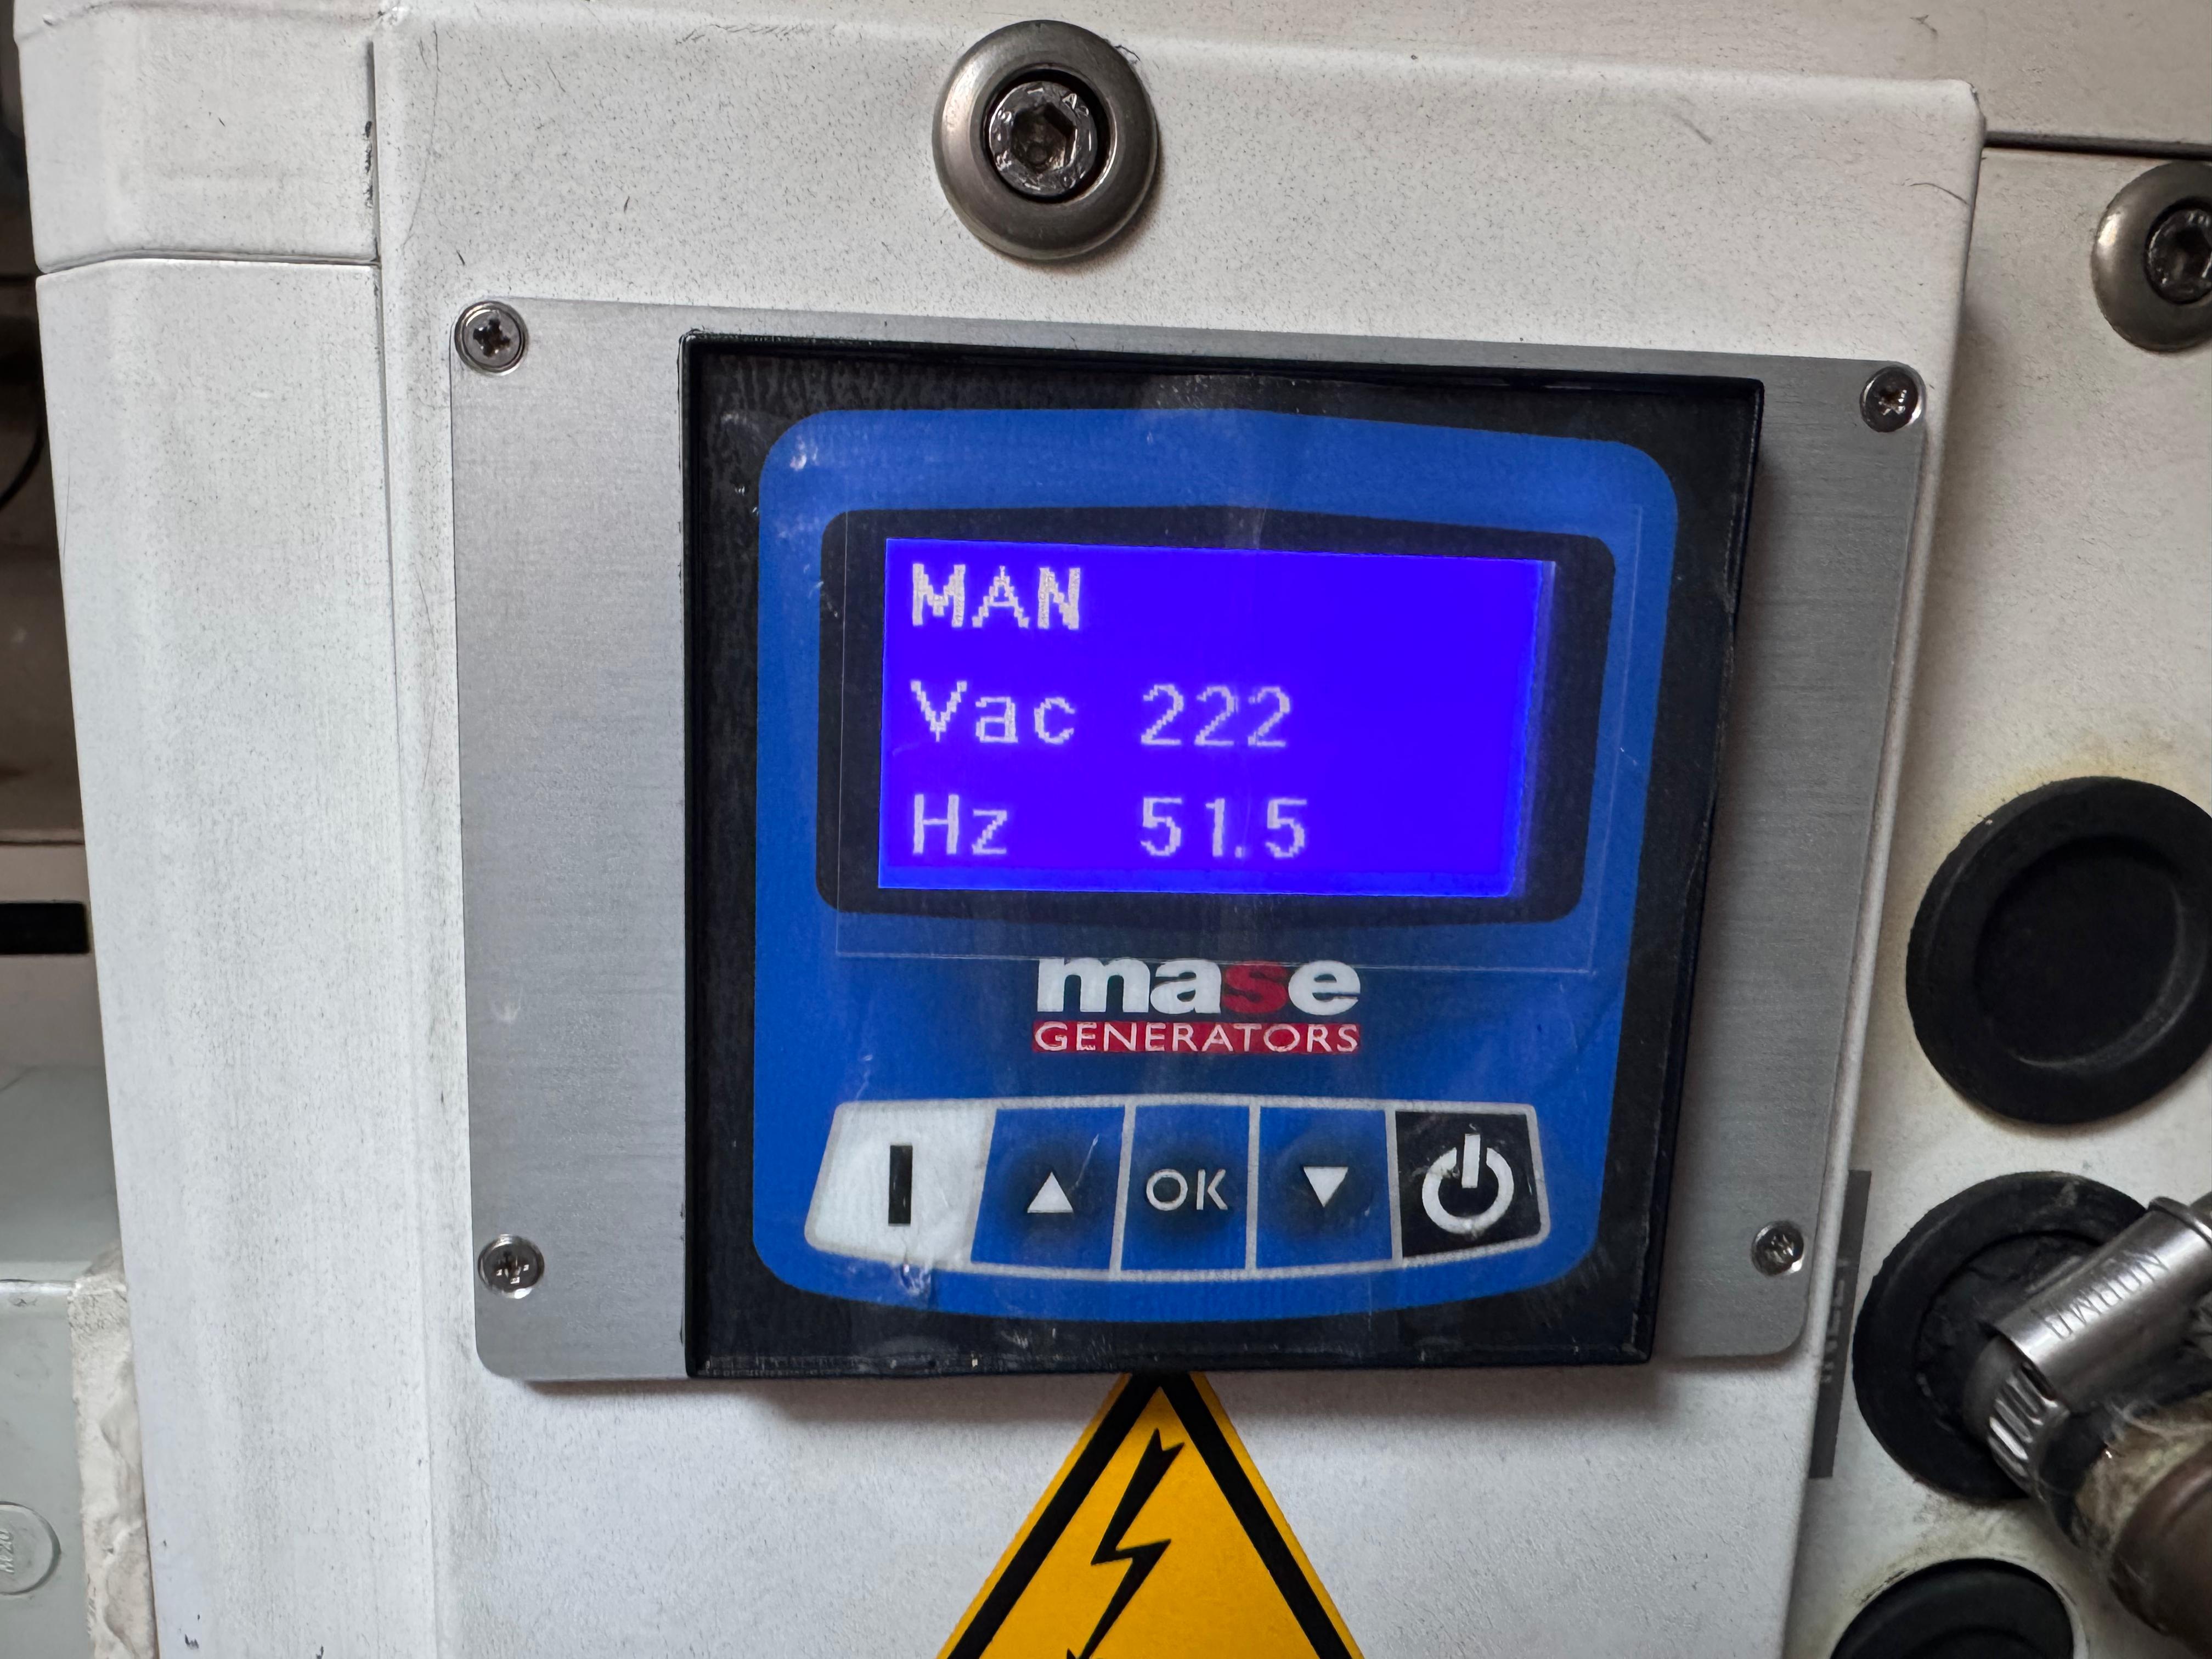 MAN
Vac 222
Hz 51.5
mase
GENERATORS
I
OK